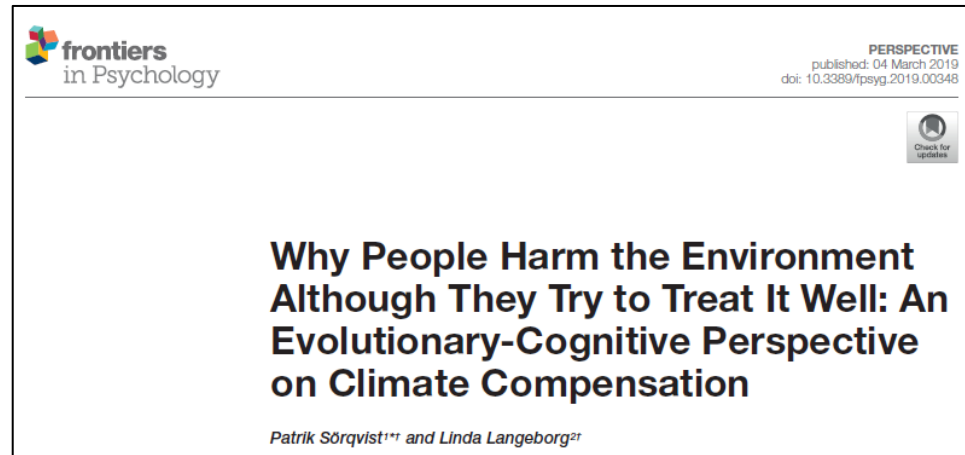 frontiers
in Psychology
PERSPECTIVE
published: 04 March 2019
doi: 10.3389/fpsyg.2019.00348
Check for
updates
Why People Harm the Environment
Although They Try to Treat It Well: An
Evolutionary-Cognitive Perspective
on Climate Compensation
Patrik Sörqvist¹*† and Linda Langeborg²†